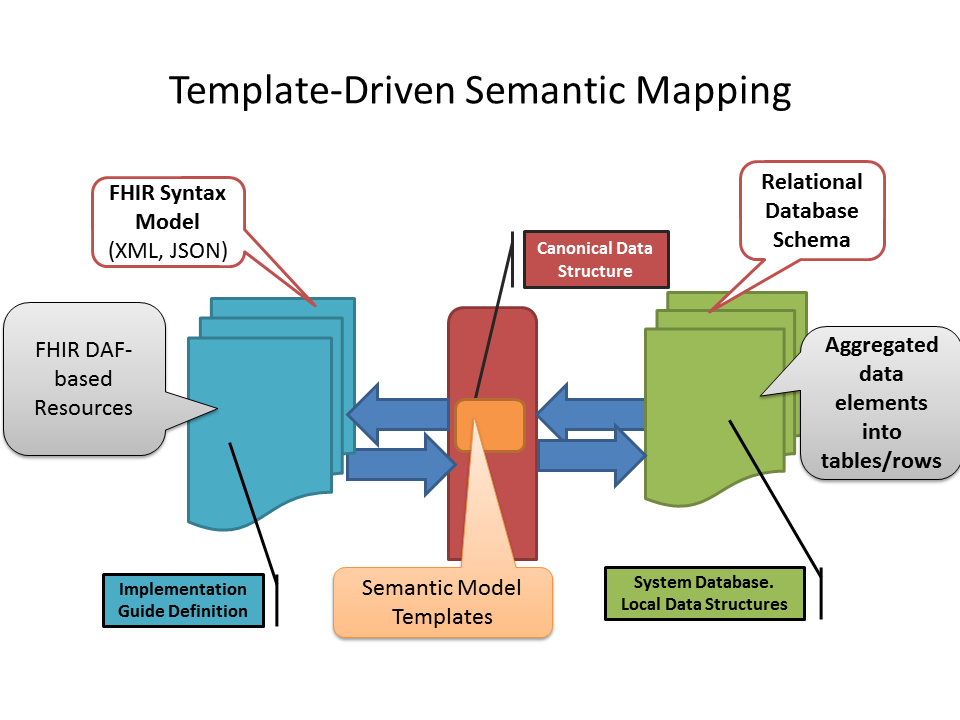 Template-Driven Semantic Mapping
FHIR Syntax
Model
(XML, JSON)
Relational
Database
Schema
Canonical Data
Structure
FHIR DAF-
based
Resources
Aggregated
data
elements
into
tables/rows
Implementation
Guide Definition
Semantic Model
Templates
System Database.
Local Data Structures